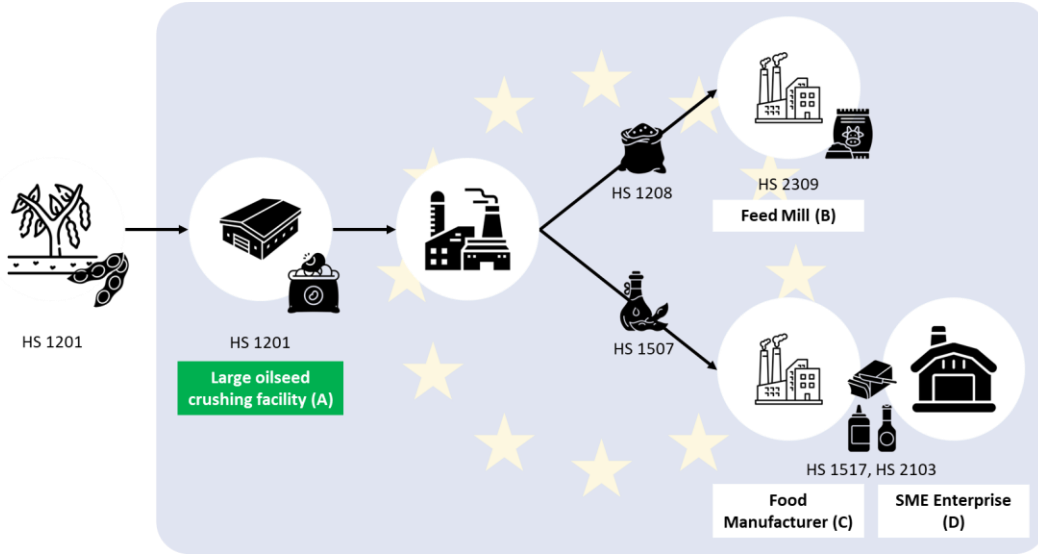 HS 1208
HS 2309
Feed Mill (B)
HS 1201
HS 1201
HS 1507
Large oilseed
crushing facility (A)
HS 1517, HS 2103
Food
Manufacturer (C)
SME Enterprise
(D)